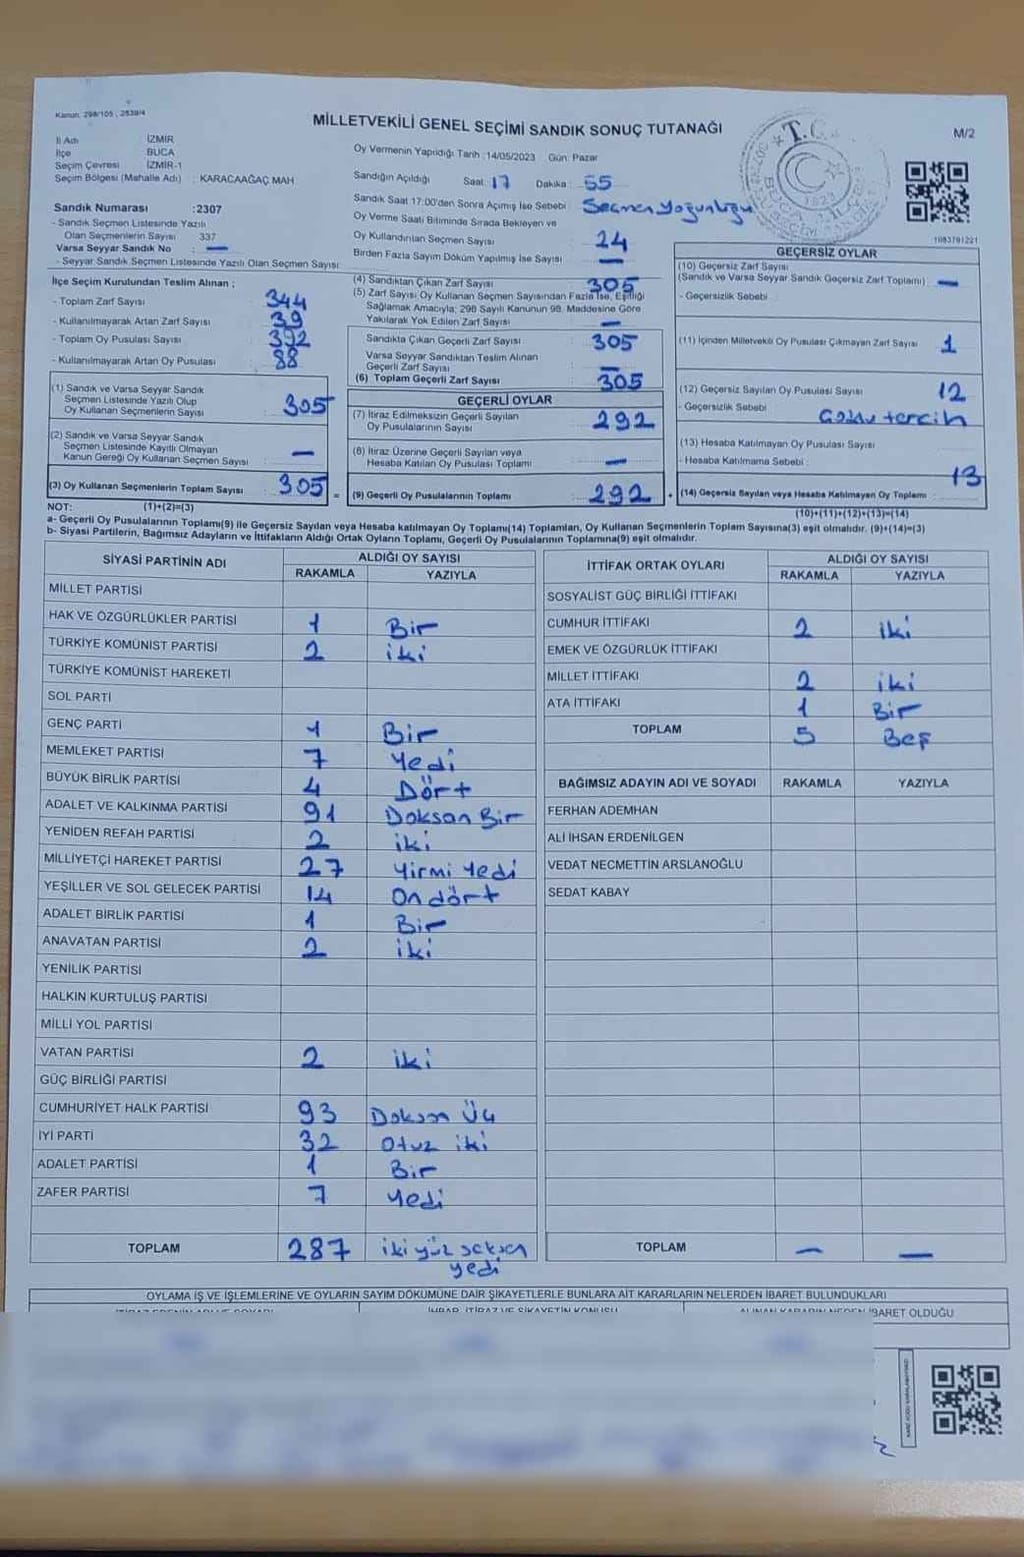 Kanun: 298/105 , 2839/4
MİLLETVEKİLİ GENEL SEÇİMİ SANDIK SONUÇ TUTANAĞI
M/2
İl Adı İZMİR
İlçe BUCA
Seçim Çevresi İZMİR-1
Seçim Bölgesi (Mahalle Adı) : KARACAAĞAÇ MAH
Sandık Numarası :2307
- Sandık Seçmen Listesinde Yazılı
Olan Seçmenlerin Sayısı 337
Varsa Seyyar Sandık No : —
- Seyyar Sandık Seçmen Listesinde Yazılı Olan Seçmen Sayısı:
Oy Vermenin Yapıldığı Tarih :14/05/2023 Gün: Pazar
Sandığın Açıldığı Saat: 17 Dakika : 55
Sandık Saat 17:00'den Sonra Açımış İse Sebebi : Seçmen Yoğunluğu
Oy Verme Saati Bitiminde Sırada Bekleyen ve
Oy Kullandırılan Seçmen Sayısı : 24
Birden Fazla Sayım Döküm Yapılmış İse Sayısı : —
T.C.
1083791221
İlçe Seçim Kurulundan Teslim Alınan ;
- Toplam Zarf Sayısı : 344
- Kullanılmayarak Artan Zarf Sayısı : 39
- Toplam Oy Pusulası Sayısı : 392
- Kullanılmayarak Artan Oy Pusulası : 88
(1) Sandık ve Varsa Seyyar Sandık
Seçmen Listesinde Yazılı Olup
Oy Kullanan Seçmenlerin Sayısı : 305
(2) Sandık ve Varsa Seyyar Sandık
Seçmen Listesinde Kayıtlı Olmayan
Kanun Gereği Oy Kullanan Seçmen Sayısı : —
(3) Oy Kullanan Seçmenlerin Toplam Sayısı : 305 =
(4) Sandıktan Çıkan Zarf Sayısı : 305
(5) Zarf Sayısı Oy Kullanan Seçmen Sayısından Fazla İse, Eşitliği
Sağlamak Amacıyla; 298 Sayılı Kanunun 98. Maddesine Göre
Yakılarak Yok Edilen Zarf Sayısı : —
Sandıkta Çıkan Geçerli Zarf Sayısı : 305
Varsa Seyyar Sandıktan Teslim Alınan
Geçerli Zarf Sayısı : —
(6) Toplam Geçerli Zarf Sayısı : 305
GEÇERLİ OYLAR
(7) İtiraz Edilmeksizin Geçerli Sayılan
Oy Pusulalarının Sayısı : 292
(8) İtiraz Üzerine Geçerli Sayılan veya
Hesaba Katılan Oy Pusulası Toplamı : —
(9) Geçerli Oy Pusulalarının Toplamı : 292 +
GEÇERSİZ OYLAR
(10) Geçersiz Zarf Sayısı
(Sandık ve Varsa Seyyar Sandık Geçersiz Zarf Toplamı) : —
- Geçersizlik Sebebi :
(11) İçinden Milletvekili Oy Pusulası Çıkmayan Zarf Sayısı : 1
(12) Geçersiz Sayılan Oy Pusulası Sayısı : 12
- Geçersizlik Sebebi : Çoklu tercih
(13) Hesaba Katılmayan Oy Pusulası Sayısı :
- Hesaba Katılmama Sebebi :
(14) Geçersiz Sayılan veya Hesaba Katılmayan Oy Toplamı : 13
NOT: (1)+(2)=(3)
(10)+(11)+(12)+(13)=(14)
a- Geçerli Oy Pusulalarının Toplamı(9) ile Geçersiz Sayılan veya Hesaba katılmayan Oy Toplamı(14) Toplamları, Oy Kullanan Seçmenlerin Toplam Sayısına(3) eşit olmalıdır. (9)+(14)=(3)
b- Siyasi Partilerin, Bağımsız Adayların ve İttifakların Aldığı Ortak Oyların Toplamı, Geçerli Oy Pusulalarının Toplamına(9) eşit olmalıdır.
SİYASİ PARTİNİN ADI ALDIĞI OY SAYISI
RAKAMLA YAZIYLA
MİLLET PARTİSİ
HAK VE ÖZGÜRLÜKLER PARTİSİ 1 Bir
TÜRKİYE KOMÜNİST PARTİSİ 2 iki
TÜRKİYE KOMÜNİST HAREKETİ
SOL PARTİ
GENÇ PARTİ 1 Bir
MEMLEKET PARTİSİ 7 Yedi
BÜYÜK BİRLİK PARTİSİ 4 Dört
ADALET VE KALKINMA PARTİSİ 91 Doksan Bir
YENİDEN REFAH PARTİSİ 2 iki
MİLLİYETÇİ HAREKET PARTİSİ 27 Yirmi Yedi
YEŞİLLER VE SOL GELECEK PARTİSİ 14 On dört
ADALET BİRLİK PARTİSİ 1 Bir
ANAVATAN PARTİSİ 2 iki
YENİLİK PARTİSİ
HALKIN KURTULUŞ PARTİSİ
MİLLİ YOL PARTİSİ
VATAN PARTİSİ 2 iki
GÜÇ BİRLİĞİ PARTİSİ
CUMHURİYET HALK PARTİSİ 93 Doksan Üç
İYİ PARTİ 32 Otuz iki
ADALET PARTİSİ 1 Bir
ZAFER PARTİSİ 7 Yedi
TOPLAM 287 iki yüz seksen
yedi
İTTİFAK ORTAK OYLARI ALDIĞI OY SAYISI
RAKAMLA YAZIYLA
SOSYALİST GÜÇ BİRLİĞİ İTTİFAKI
CUMHUR İTTİFAKI 2 iki
EMEK VE ÖZGÜRLÜK İTTİFAKI
MİLLET İTTİFAKI 2 iki
ATA İTTİFAKI 1 Bir
TOPLAM 5 Beş
BAĞIMSIZ ADAYIN ADI VE SOYADI RAKAMLA YAZIYLA
FERHAN ADEMHAN
ALİ İHSAN ERDENİLGEN
VEDAT NECMETTİN ARSLANOĞLU
SEDAT KABAY
TOPLAM — —
OYLAMA İŞ VE İŞLEMLERİNE VE OYLARIN SAYIM DÖKÜMÜNE DAİR ŞİKAYETLERLE BUNLARA AİT KARARLARIN NELERDEN İBARET BULUNDUKLARI
İHBAR, İTİRAZ VE ŞİKAYETİN KONUSU
ALINAN KARARIN NEDEN İBARET OLDUĞU